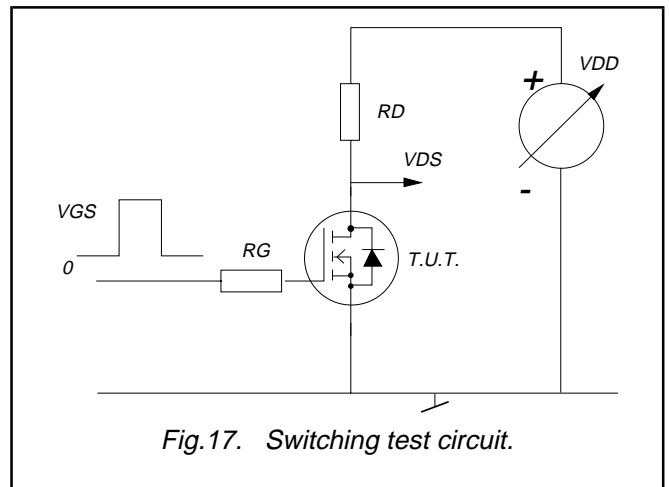 VDD
+
RD
VDS
-
VGS
RG
T.U.T.
0
Fig.17. Switching test circuit.